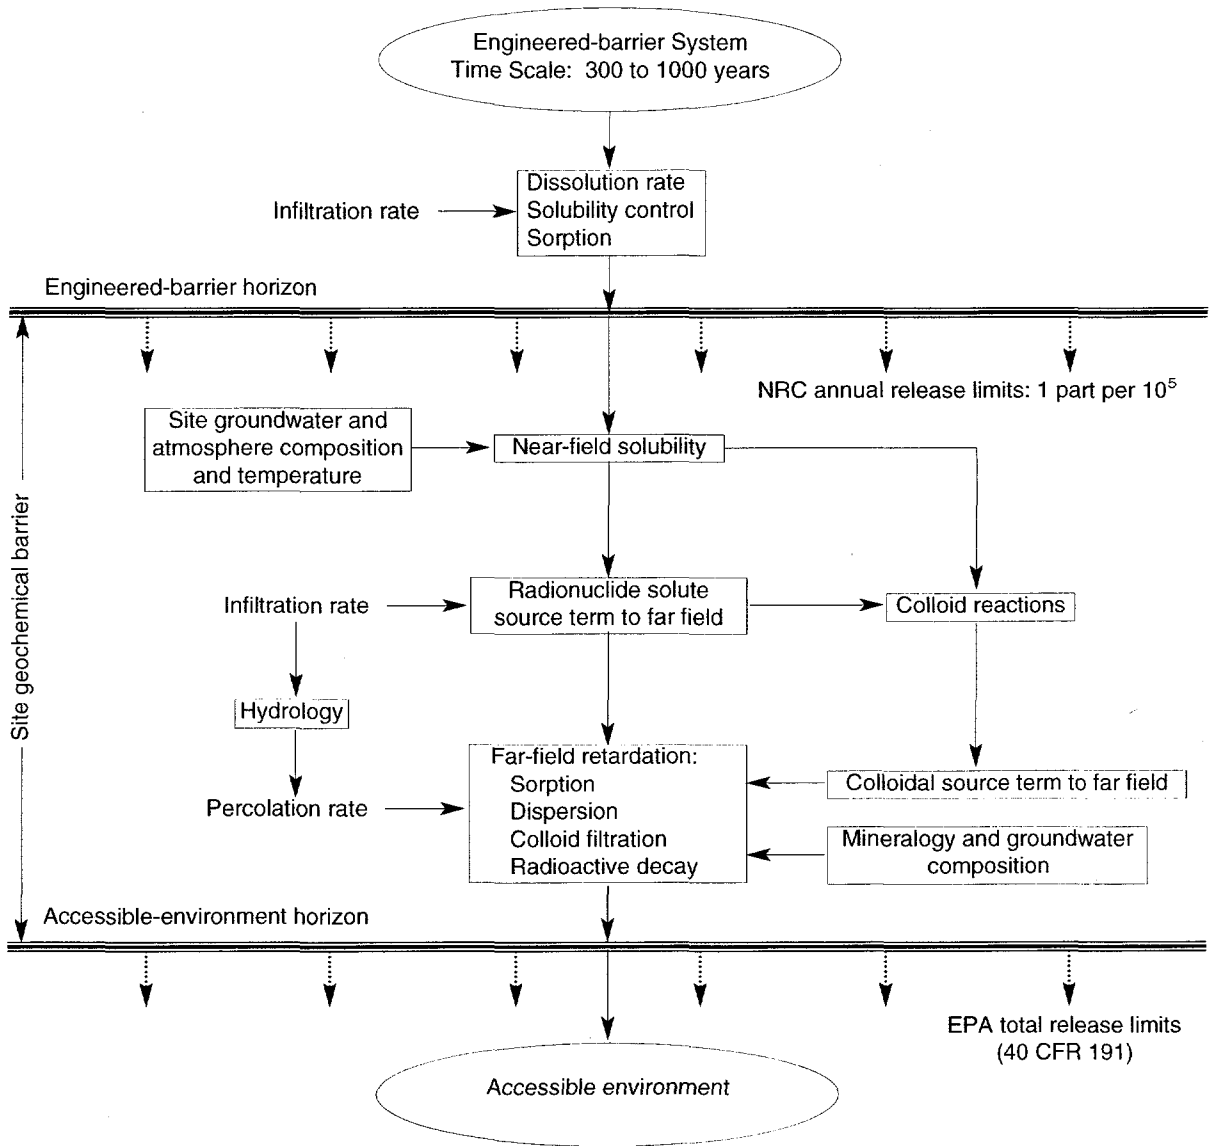 Engineered-barrier System
Time Scale: 300 to 1000 years
Dissolution rate
Infiltration rate
Solubility control
Sorption
Engineered-barrier horizon
NRC annual release limits: 1 part per 10⁵
Site groundwater and
atmosphere composition
and temperature
Near-field solubility
Site geochemical barrier
Infiltration rate
Radionuclide solute
source term to far field
Colloid reactions
Hydrology
Percolation rate
Far-field retardation:
Sorption
Dispersion
Colloid filtration
Radioactive decay
Colloidal source term to far field
Mineralogy and groundwater
composition
Accessible-environment horizon
EPA total release limits
(40 CFR 191)
Accessible environment